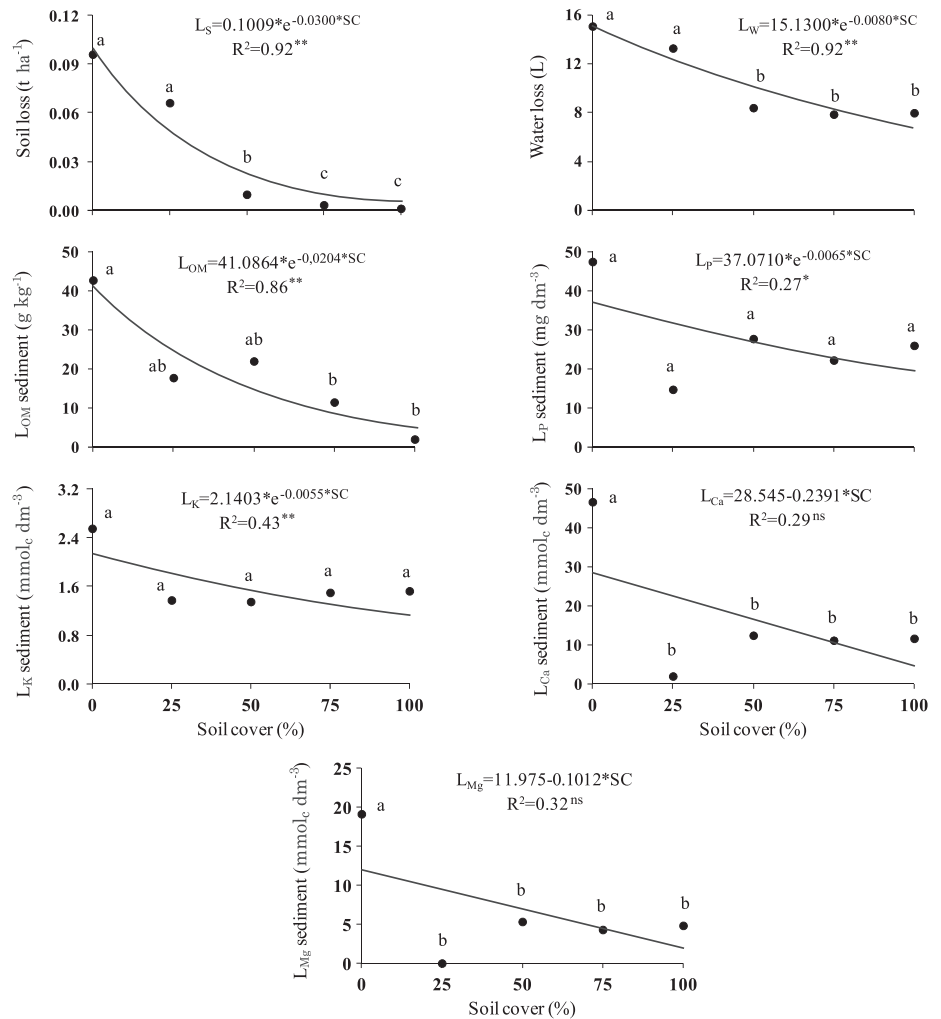 L_S=0.1009*e^-0.0300*SC
R²=0.92**
Soil loss (t ha⁻¹)
0.12
0.09
0.06
0.03
0.00
a
a
b
c
c
L_W=15.1300*e^-0.0080*SC
R²=0.92**
Water loss (L)
16
12
8
4
0
a
a
b
b
b
L_OM=41.0864*e^-0,0204*SC
R²=0.86**
L_OM sediment (g kg⁻¹)
50
40
30
20
10
0
a
ab
ab
b
b
L_P=37.0710*e^-0.0065*SC
R²=0.27*
L_P sediment (mg dm⁻³)
50
40
30
20
10
0
a
a
a
a
a
L_K=2.1403*e^-0.0055*SC
R²=0.43**
L_K sediment (mmol_c dm⁻³)
3.2
2.4
1.6
0.8
0.0
a
a
a
a
a
0 25 50 75 100
Soil cover (%)
L_Ca=28.545-0.2391*SC
R²=0.29^ns
L_Ca sediment (mmol_c dm⁻³)
50
40
30
20
10
0
a
b
b
b
b
0 25 50 75 100
Soil cover (%)
L_Mg=11.975-0.1012*SC
R²=0.32^ns
L_Mg sediment (mmol_c dm⁻³)
25
20
15
10
5
0
a
b
b
b
b
0 25 50 75 100
Soil cover (%)